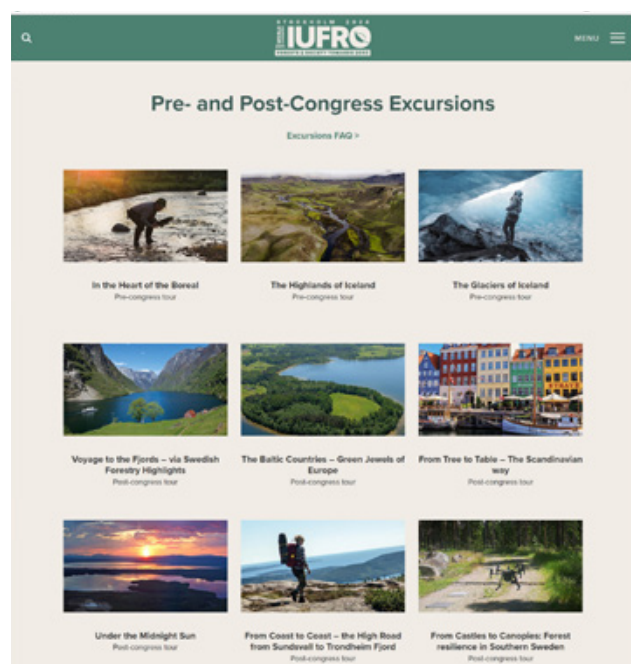 STOCKHOLM 2024
IUFRO
MENU
Pre- and Post-Congress Excursions
Excursions FAQ >
In the Heart of the Boreal
Pre-congress tour
The Highlands of Iceland
Pre-congress tour
The Glaciers of Iceland
Pre-congress tour
Voyage to the Fjords – via Swedish
Forestry Highlights
Post-congress tour
The Baltic Countries – Green Jewels of
Europe
Post-congress tour
From Tree to Table – The Scandinavian
way
Post-congress tour
Under the Midnight Sun
Post-congress tour
From Coast to Coast – the High Road
from Sundsvall to Trondheim Fjord
Post-congress tour
From Castles to Canopies: Forest
resilience in Southern Sweden
Post-congress tour